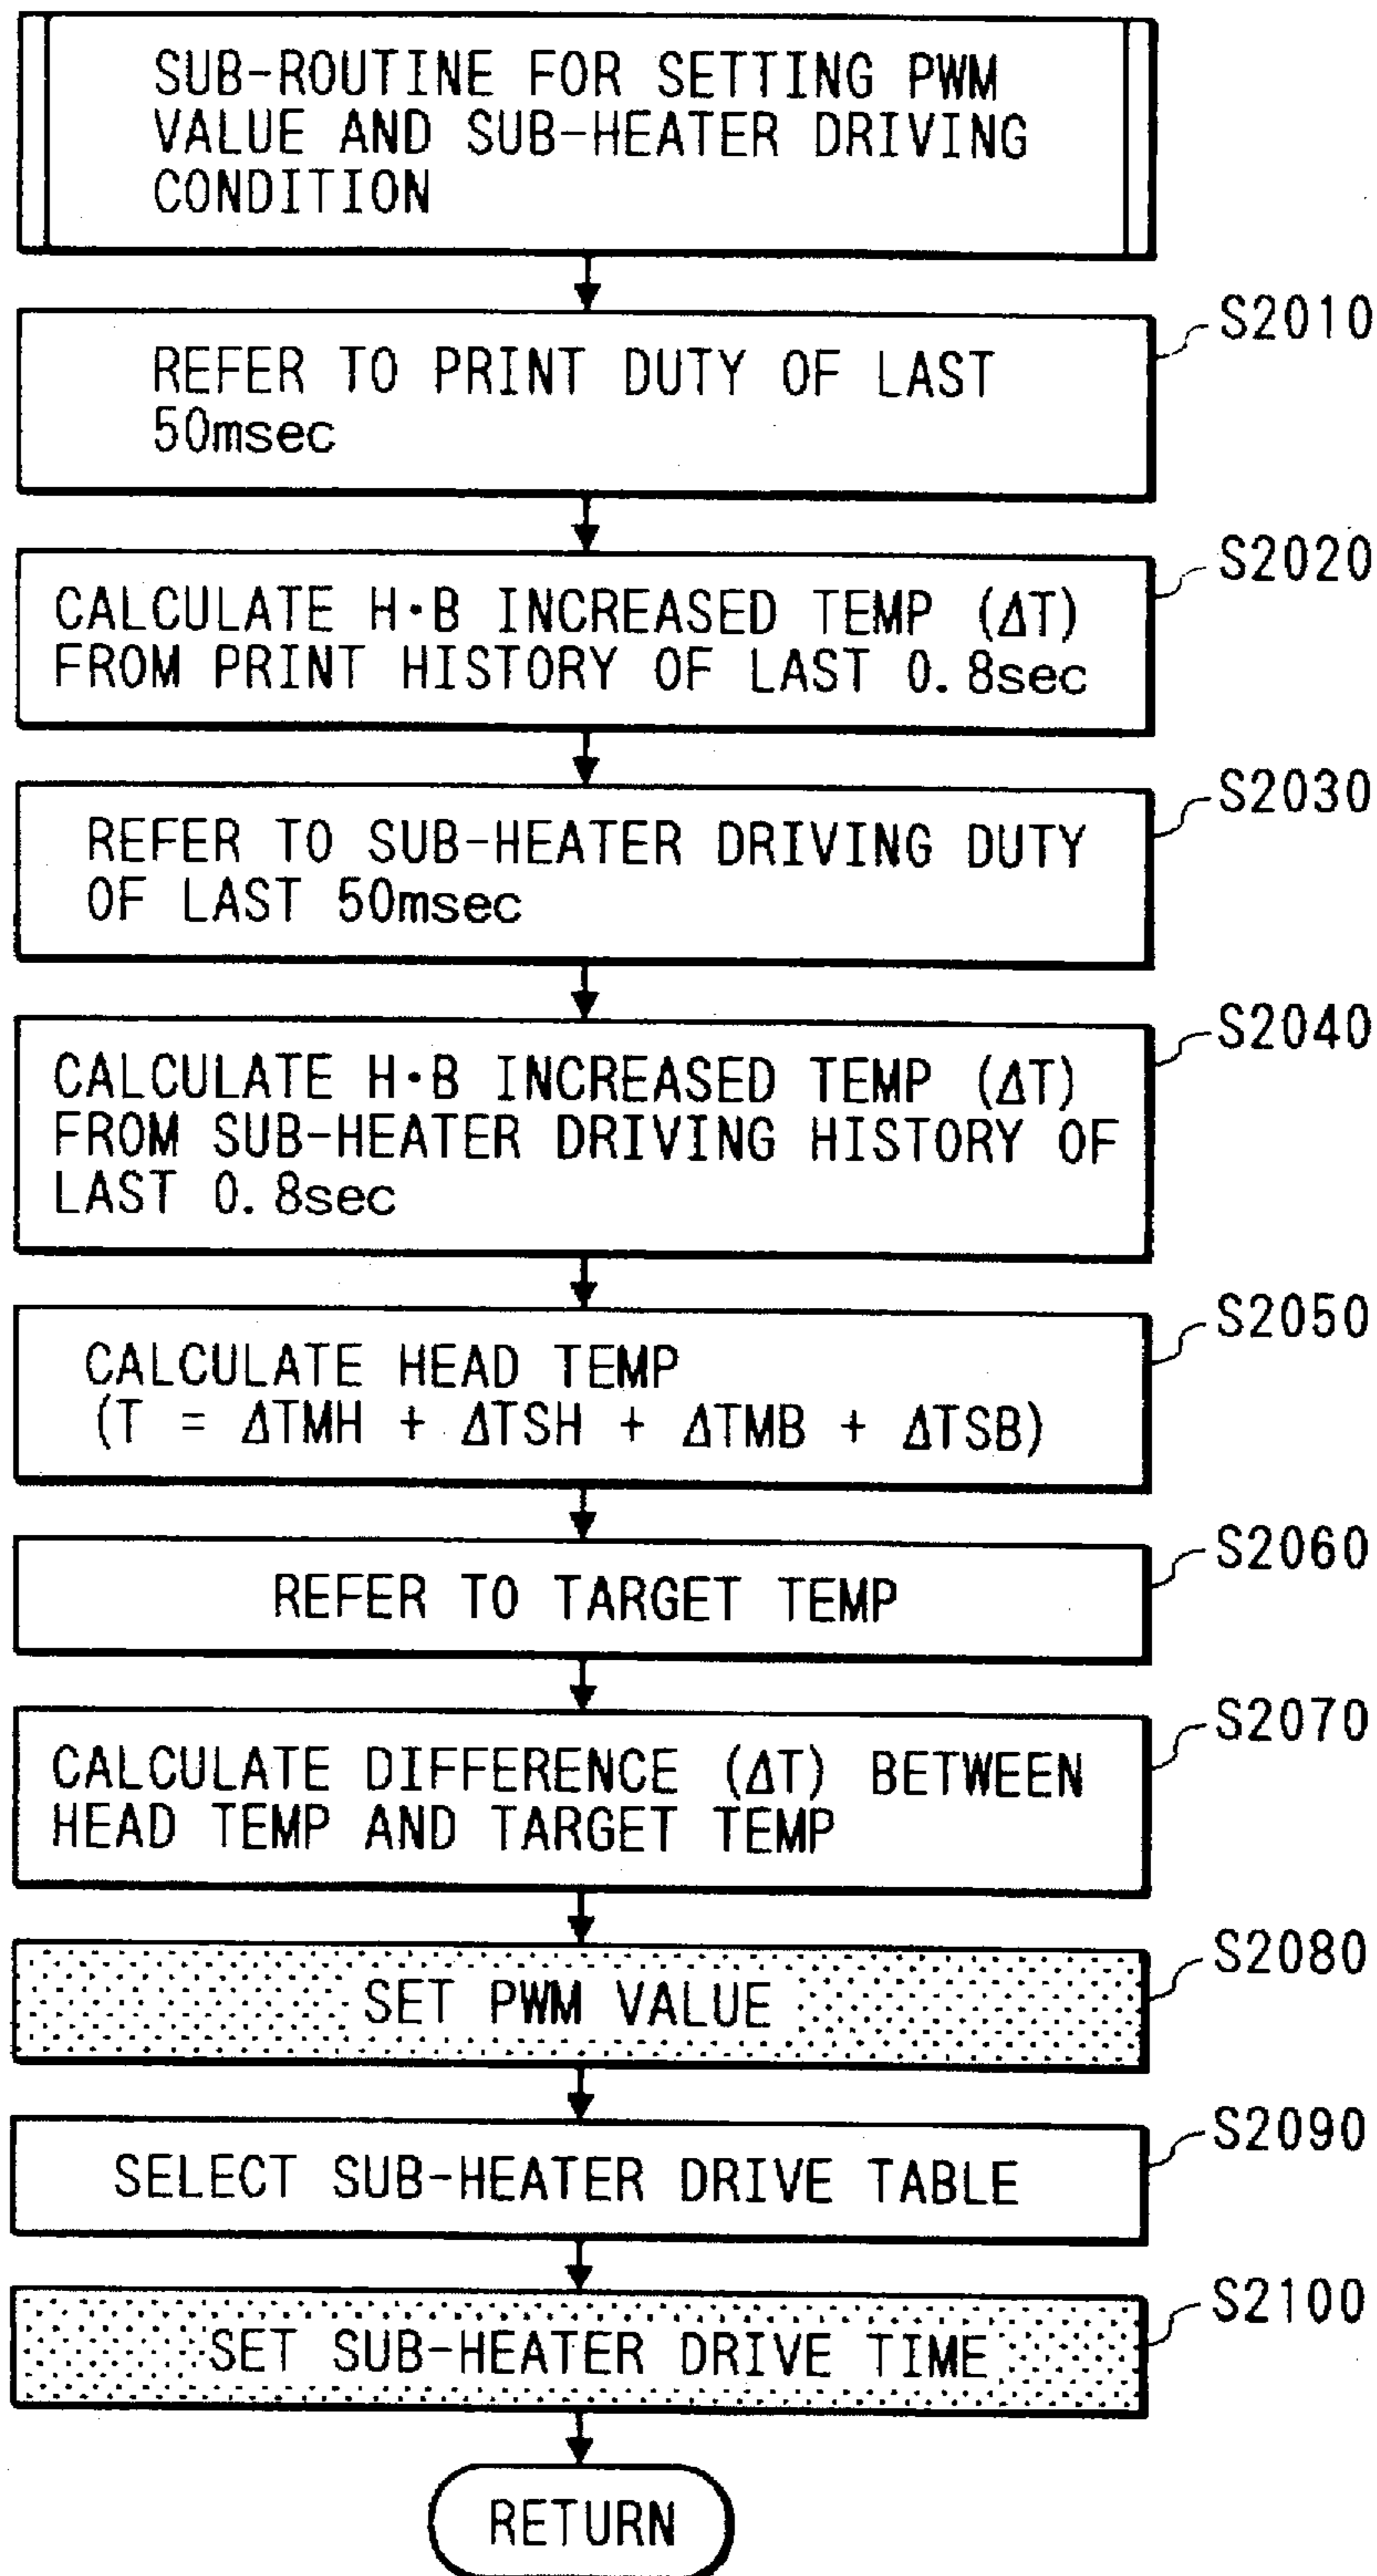 SUB-ROUTINE FOR SETTING PWM
VALUE AND SUB-HEATER DRIVING
CONDITION
S2010
REFER TO PRINT DUTY OF LAST
50msec
S2020
CALCULATE H·B INCREASED TEMP (ΔT)
FROM PRINT HISTORY OF LAST 0.8sec
S2030
REFER TO SUB-HEATER DRIVING DUTY
OF LAST 50msec
S2040
CALCULATE H·B INCREASED TEMP (ΔT)
FROM SUB-HEATER DRIVING HISTORY OF
LAST 0.8sec
S2050
CALCULATE HEAD TEMP
(T = ΔTMH + ΔTSH + ΔTMB + ΔTSB)
S2060
REFER TO TARGET TEMP
S2070
CALCULATE DIFFERENCE (ΔT) BETWEEN
HEAD TEMP AND TARGET TEMP
S2080
SET PWM VALUE
S2090
SELECT SUB-HEATER DRIVE TABLE
S2100
SET SUB-HEATER DRIVE TIME
RETURN